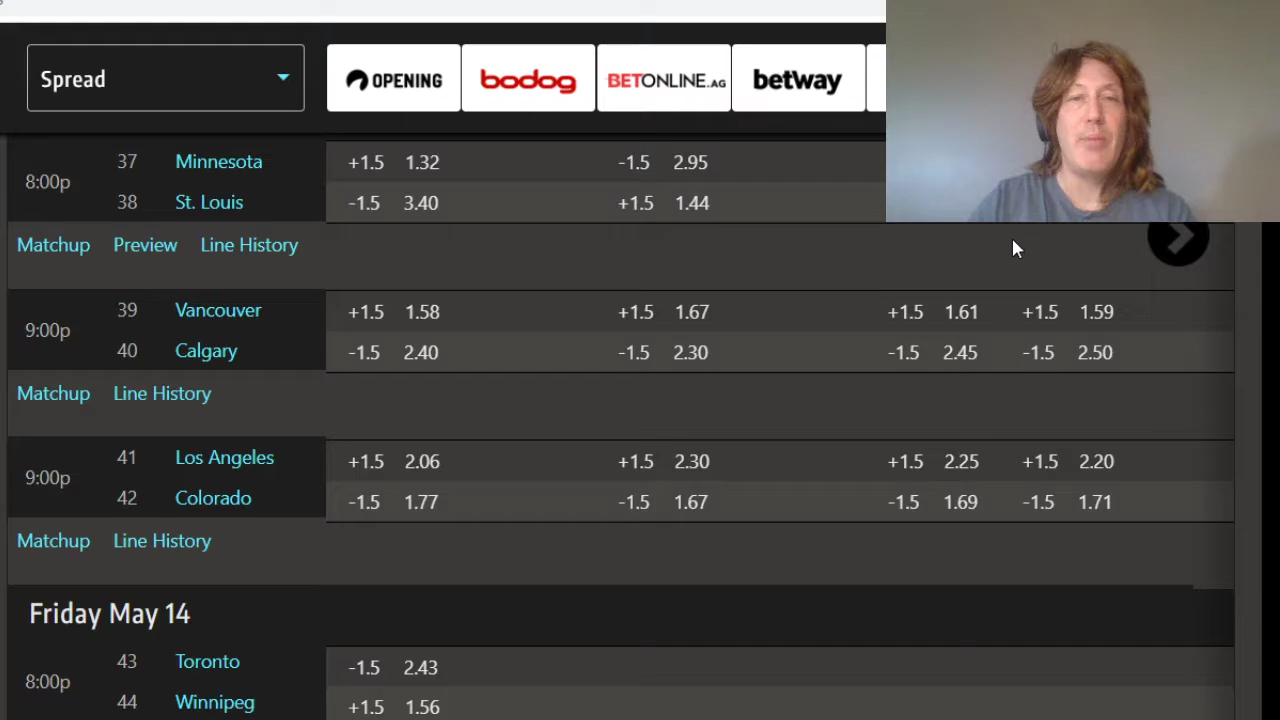 Spread OPENING bodog BETONLINE.AG betway
37 Minnesota +1.5 1.32 -1.5 2.95
8:00p
38 St. Louis -1.5 3.40 +1.5 1.44
Matchup Preview Line History
39 Vancouver +1.5 1.58 +1.5 1.67 +1.5 1.61 +1.5 1.59
9:00p
40 Calgary -1.5 2.40 -1.5 2.30 -1.5 2.45 -1.5 2.50
Matchup Line History
41 Los Angeles +1.5 2.06 +1.5 2.30 +1.5 2.25 +1.5 2.20
9:00p
42 Colorado -1.5 1.77 -1.5 1.67 -1.5 1.69 -1.5 1.71
Matchup Line History
Friday May 14
43 Toronto -1.5 2.43
8:00p
44 Winnipeg +1.5 1.56